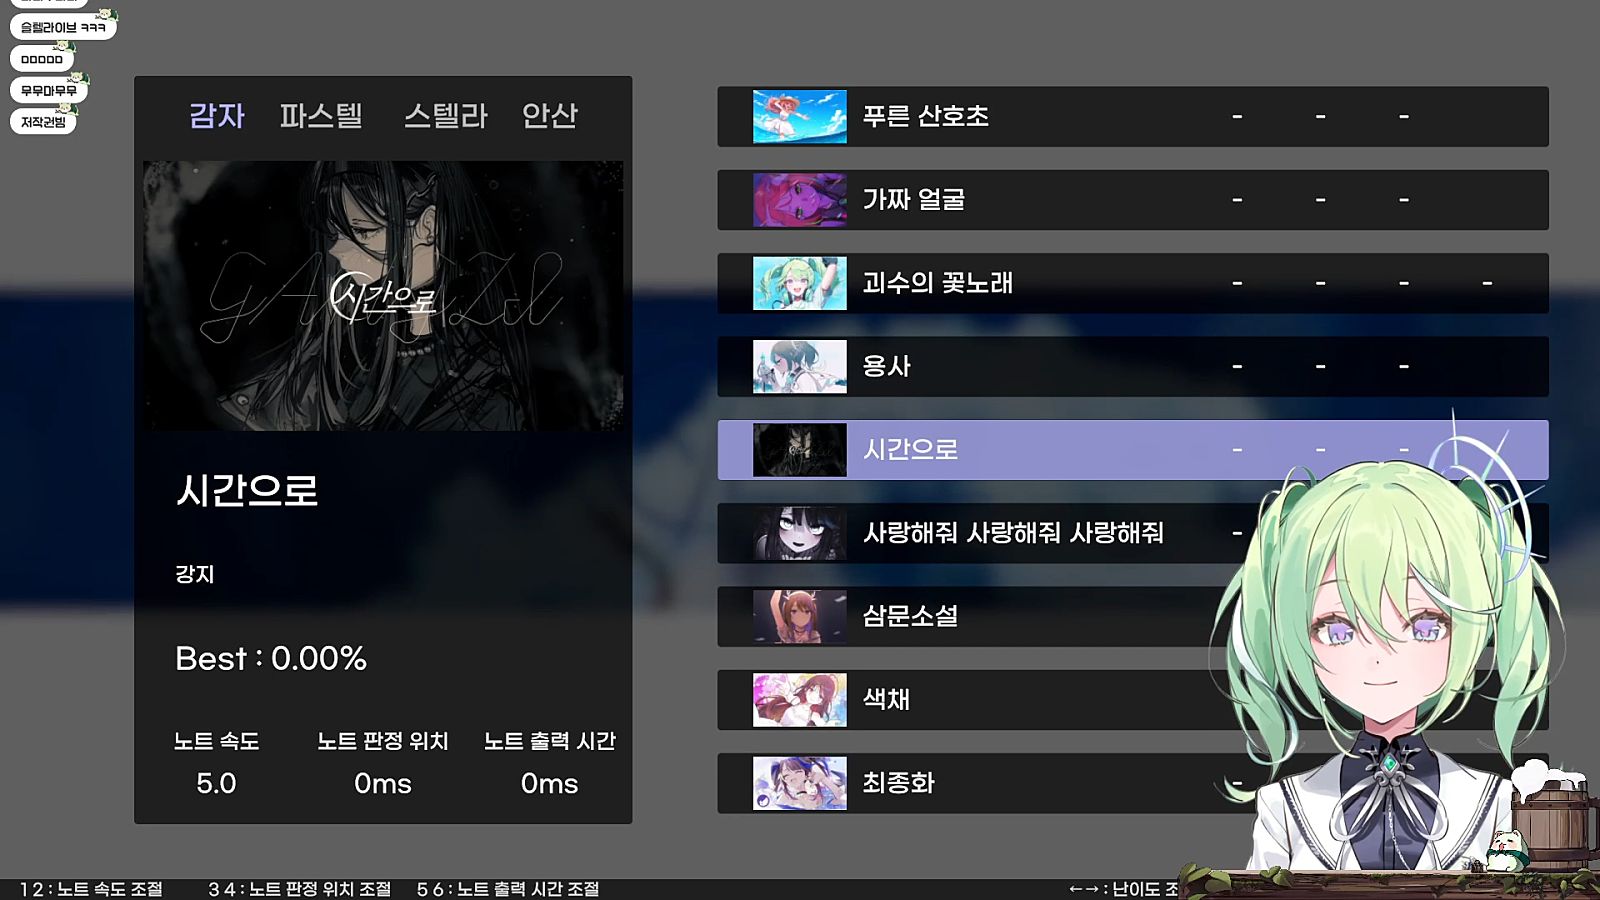 슬텔라이브 ㅋㅋㅋ
ㅁㅁㅁㅁㅁ
무무마무무
저작권빔
감자 파스텔 스텔라 안산
시간으로
시간으로
강지
Best : 0.00%
노트 속도 노트 판정 위치 노트 출력 시간
5.0 0ms 0ms
푸른 산호초 - - -
가짜 얼굴 - - -
괴수의 꽃노래 - - - -
용사 - - -
시간으로 - - -
사랑해줘 사랑해줘 사랑해줘 -
삼문소설
색채
최종화 -
1 2 : 노트 속도 조절 3 4 : 노트 판정 위치 조절 5 6 : 노트 출력 시간 조절 ←→ : 난이도 조